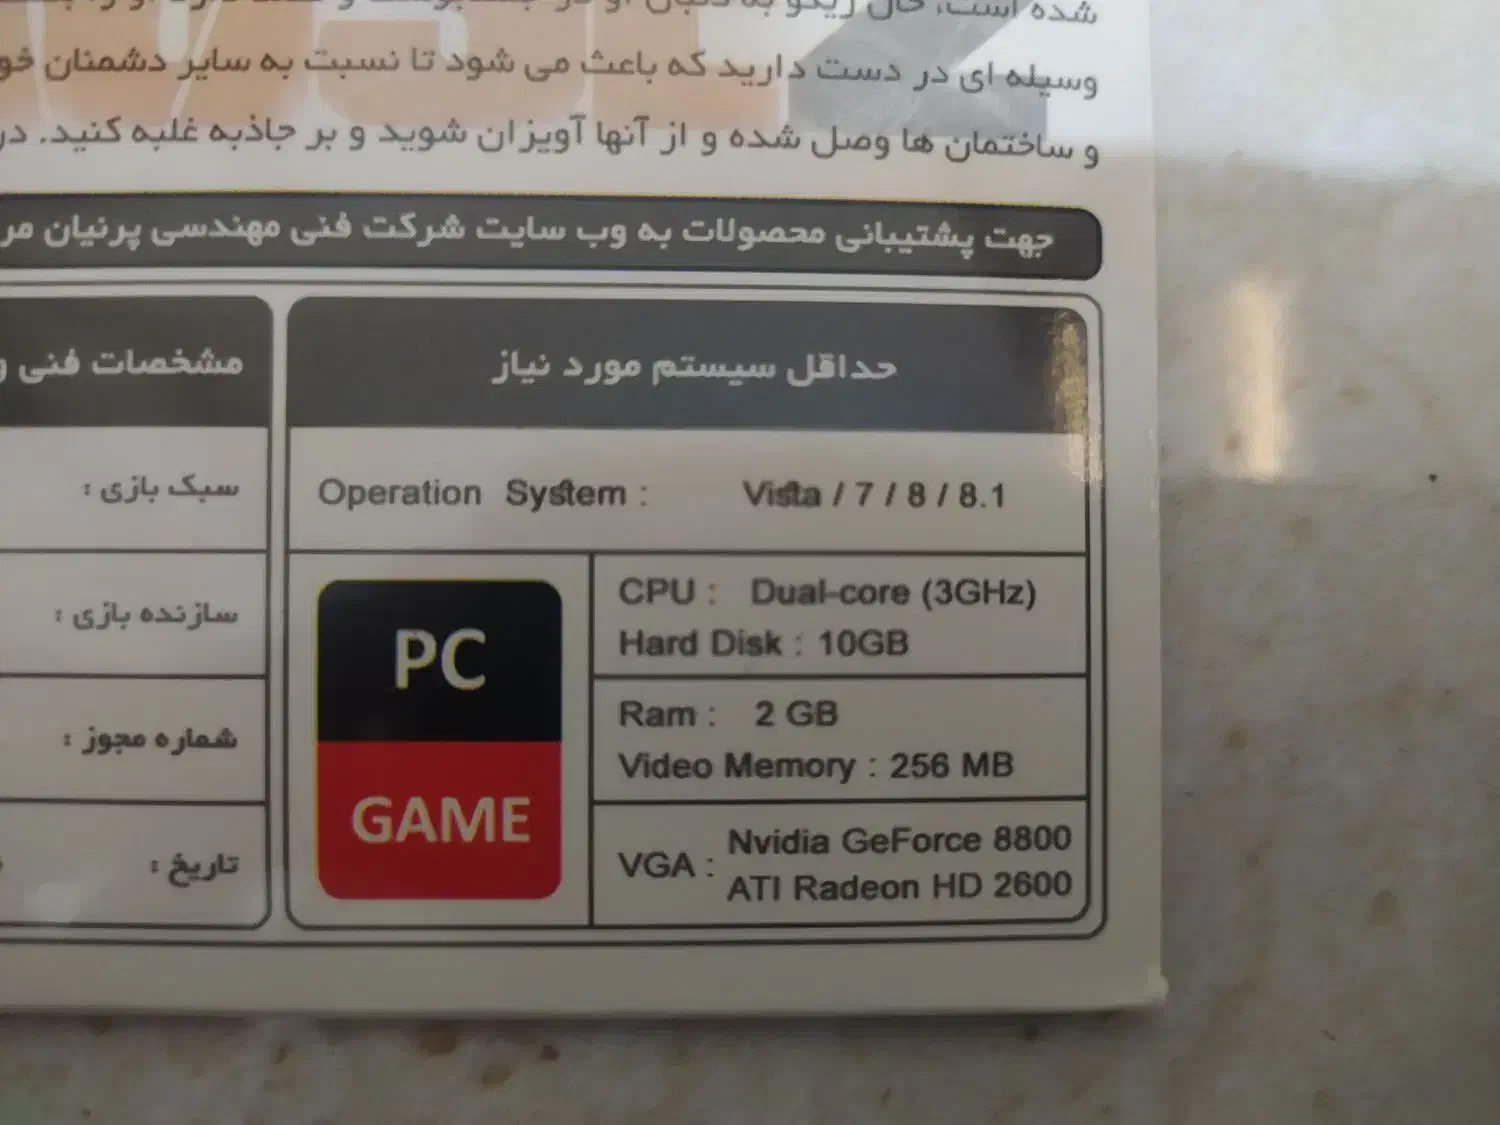 شده است، حال ریکو به دنبال او در
وسیله ای در دست دارید که باعث می شود تا نسبت به سایر دشمنان
و ساختمان ها وصل شده و از آنها آویزان شوید و بر جاذبه غلبه کنید. در
جهت پشتیبانی محصولات به وب سایت شرکت فنی مهندسی پرنیان
حداقل سیستم مورد نیاز
Operation System : Vista / 7 / 8 / 8.1
PC
GAME
CPU : Dual-core (3GHz)
Hard Disk : 10GB
Ram : 2 GB
Video Memory : 256 MB
VGA : Nvidia GeForce 8800
ATI Radeon HD 2600
مشخصات فنی و
سبک بازی :
سازنده بازی :
شماره مجوز :
تاریخ :